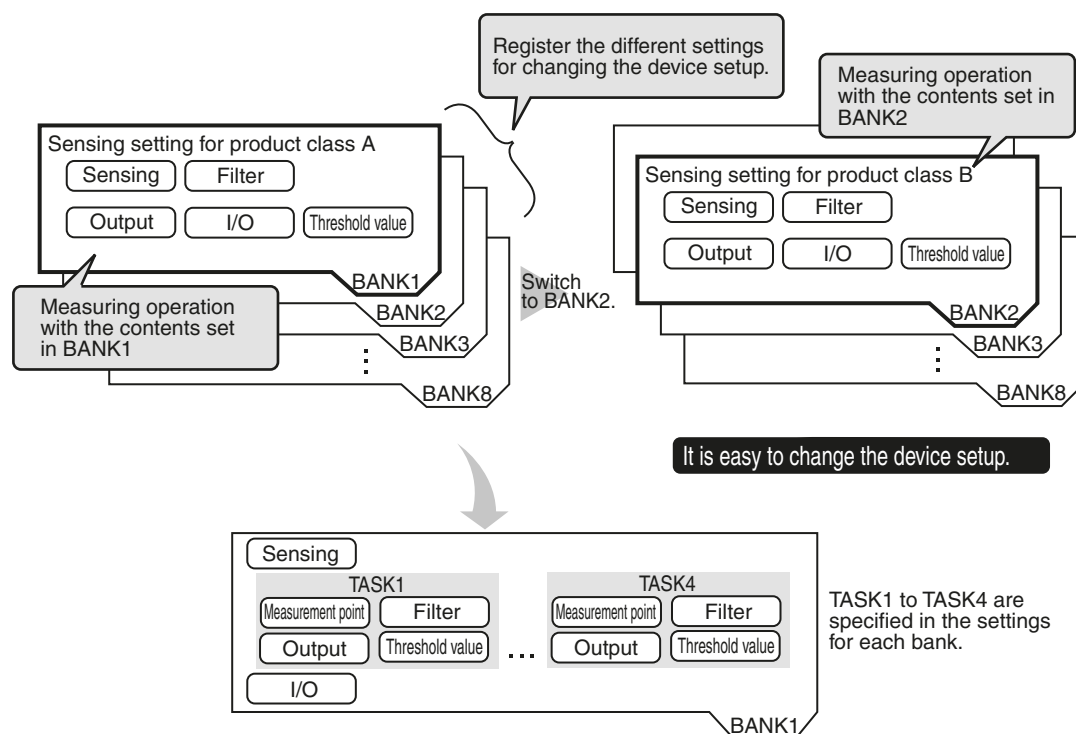 Register the different settings
for changing the device setup.
Measuring operation
with the contents set in
BANK2
Sensing setting for product class A
Sensing
Filter
Output
I/O
Threshold value
BANK1
BANK2
BANK3
BANK8
Measuring operation
with the contents set
in BANK1
Switch
to BANK2.
Sensing setting for product class B
Sensing
Filter
Output
I/O
Threshold value
BANK2
BANK3
BANK8
It is easy to change the device setup.
Sensing
TASK1
Measurement point
Filter
Output
Threshold value
...
TASK4
Measurement point
Filter
Output
Threshold value
I/O
BANK1
TASK1 to TASK4 are
specified in the settings
for each bank.